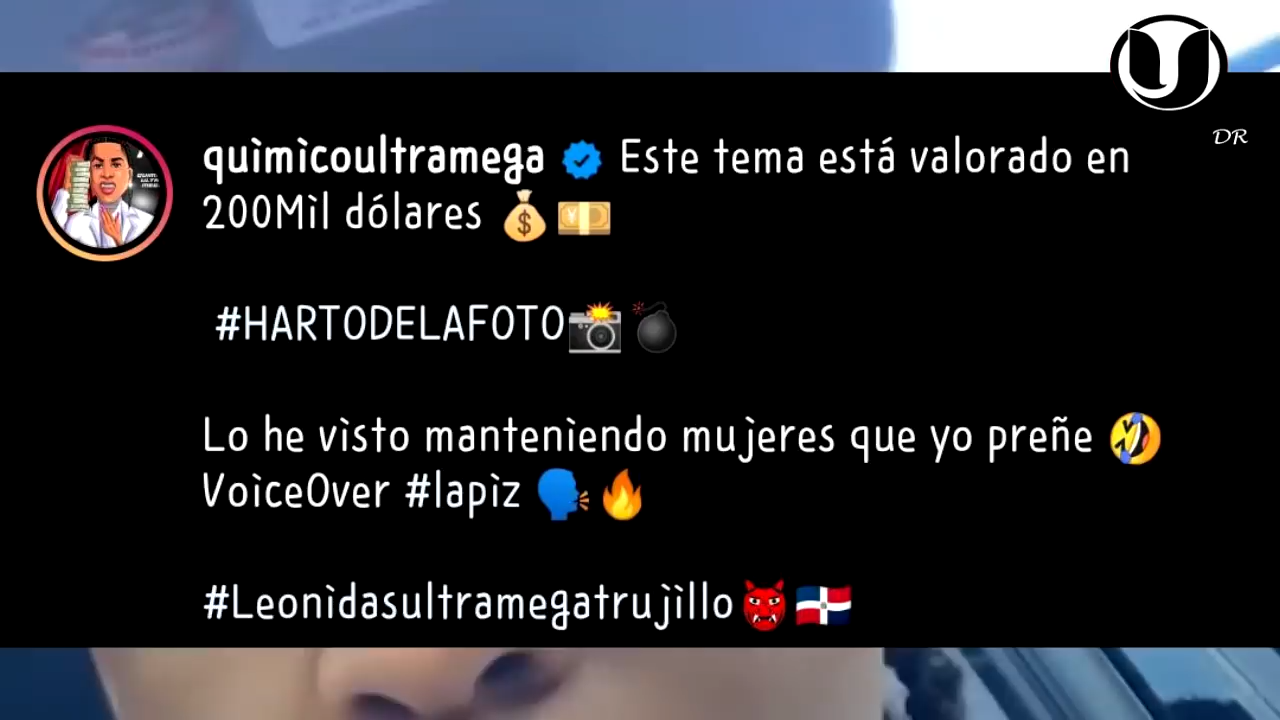 DR
quimicoultramega Este tema está valorado en
200Mil dólares
#HARTODELAFOTO
Lo he visto manteniendo mujeres que yo preñe
VoiceOver #lapiz
#Leonidasultramegatrujillo